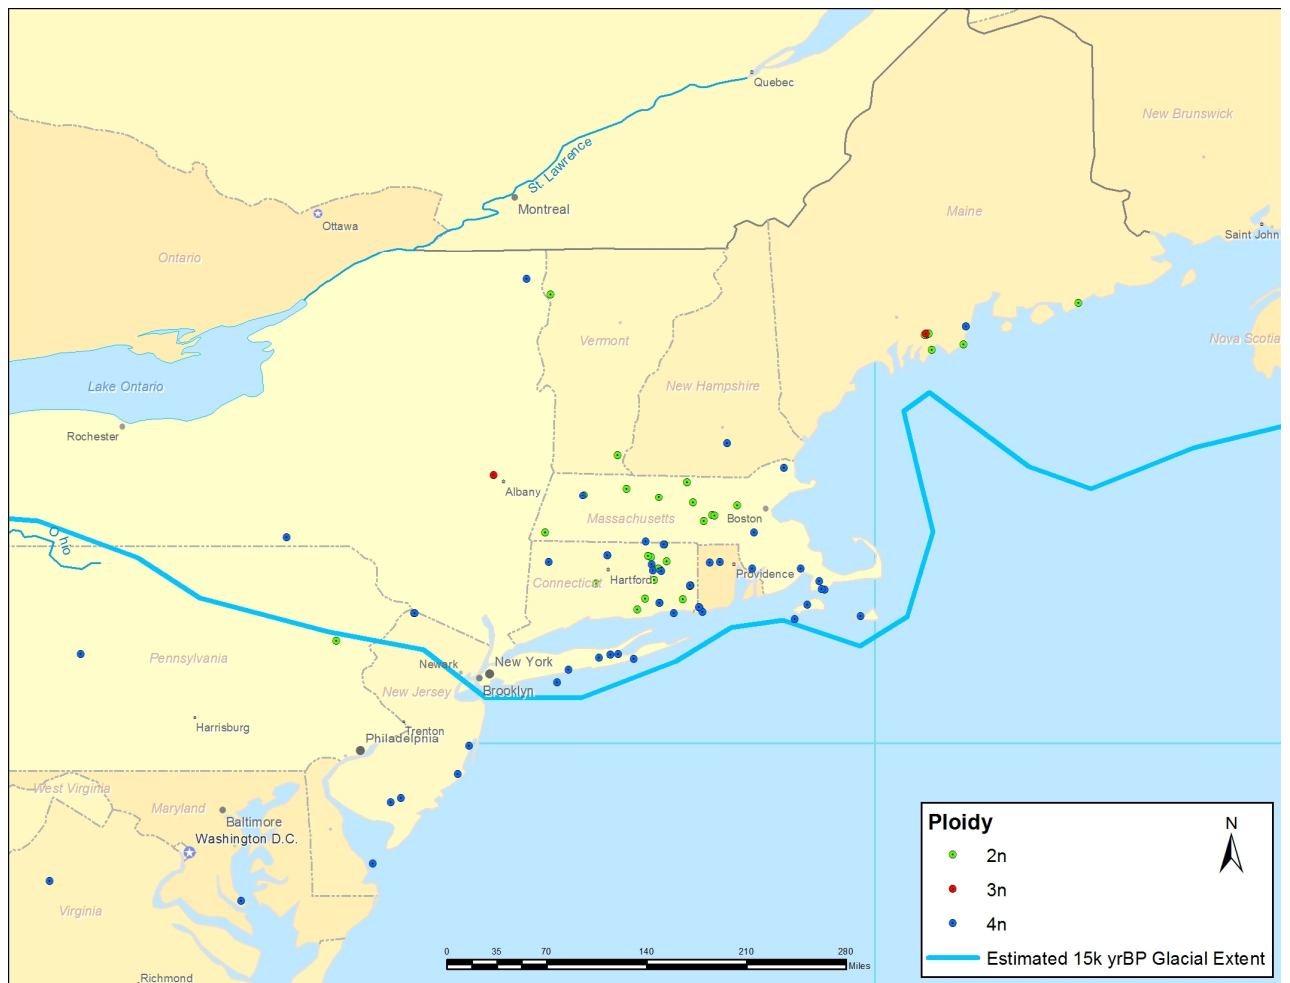 Quebec
New Brunswick
St. Lawrence
Montreal
Maine
Ottawa
Saint John
Ontario
Vermont
Nova Scotia
Lake Ontario
New Hampshire
Rochester
Albany
Massachusetts
Boston
Ohio
Connecticut
Hartford
Providence
Pennsylvania
Newark
New York
New Jersey
Brooklyn
Harrisburg
Trenton
Philadelphia
West Virginia
Maryland
Baltimore
Washington D.C.
Virginia
Richmond
0 35 70 140 210 280
Miles
Ploidy
N
2n
3n
4n
Estimated 15k yrBP Glacial Extent